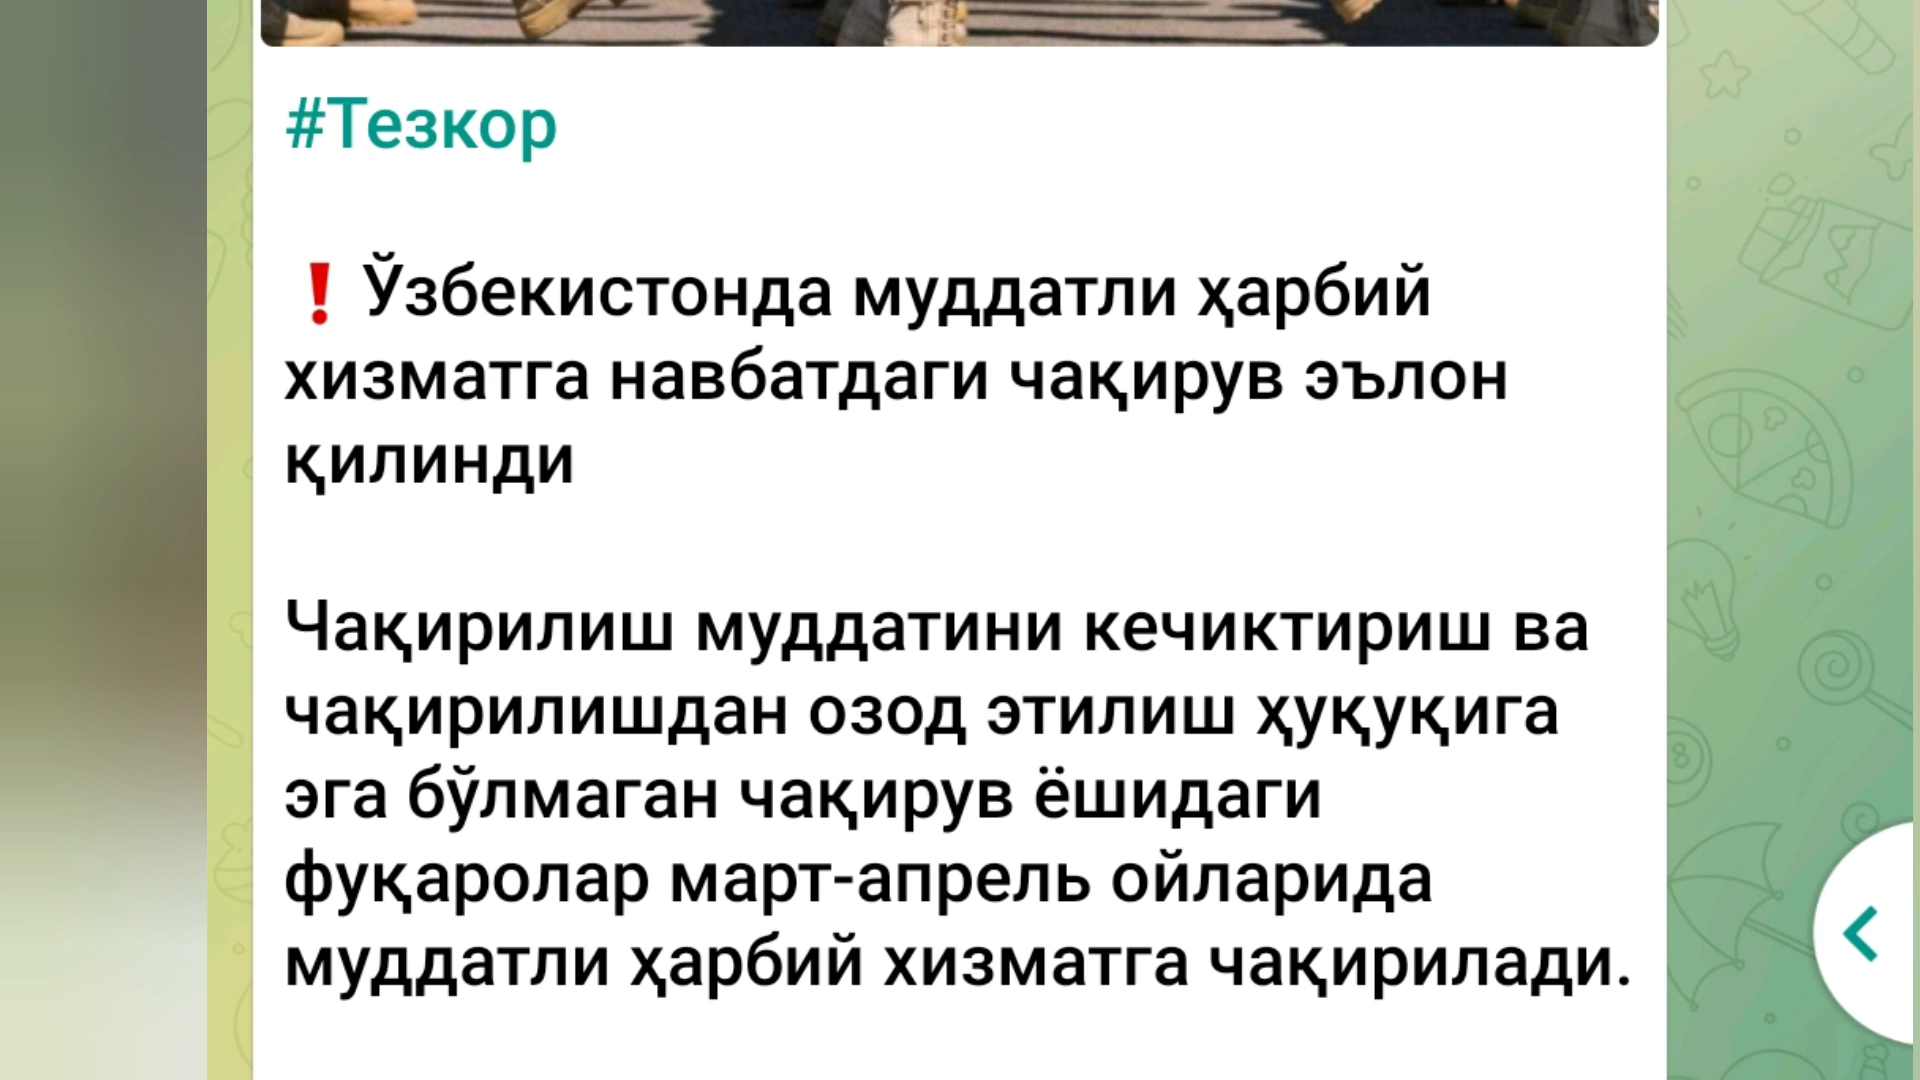 #Тезкор
❗️Ўзбекистонда муддатли ҳарбий
хизматга навбатдаги чақирув эълон
қилинди
Чақирилиш муддатини кечиктириш ва
чақирилишдан озод этилиш ҳуқуқига
эга бўлмаган чақирув ёшидаги
фуқаролар март-апрель ойларида
муддатли ҳарбий хизматга чақирилади.